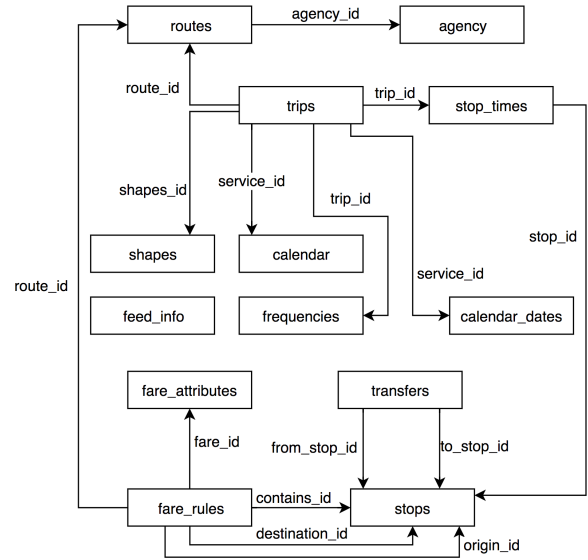 agency_id
routes
agency
route_id
trips
trip_id
stop_times
shapes_id
service_id
trip_id
stop_id
shapes
calendar
service_id
route_id
feed_info
frequencies
calendar_dates
fare_attributes
transfers
fare_id
from_stop_id
to_stop_id
fare_rules
contains_id
stops
destination_id
origin_id